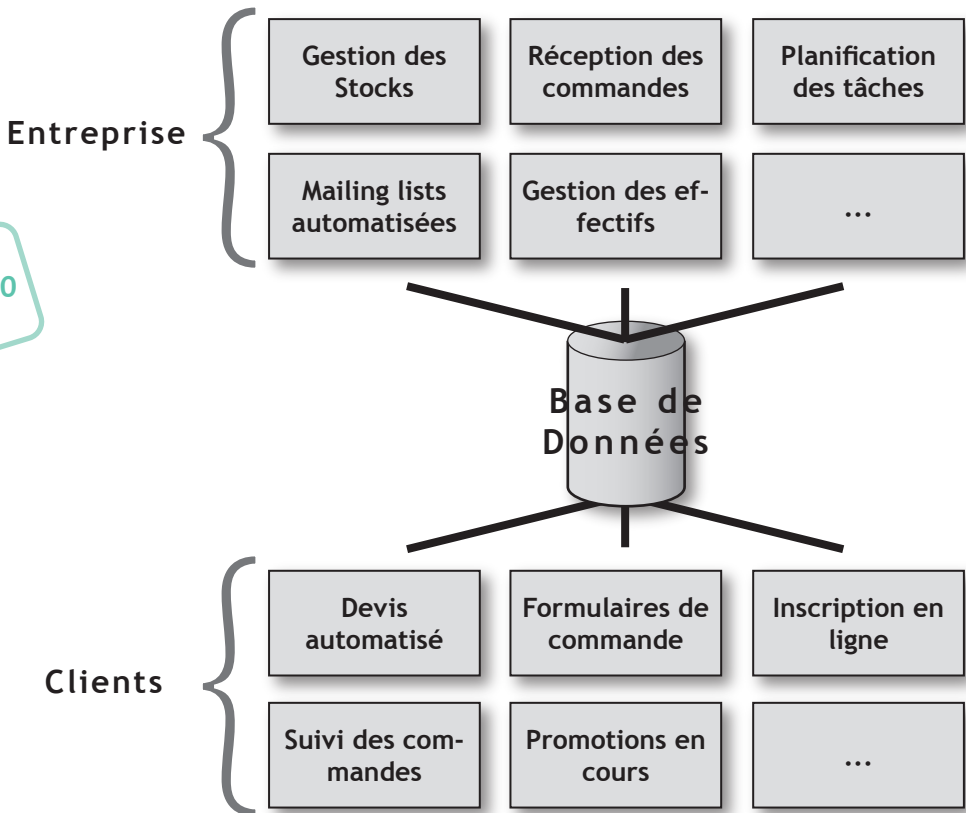 Gestion des
Stocks
Réception des
commandes
Planification
des tâches
Entreprise
Mailing lists
automatisées
Gestion des ef-
fectifs
...
0
Base de
Données
Devis
automatisé
Formulaires de
commande
Inscription en
ligne
Clients
Suivi des com-
mandes
Promotions en
cours
...